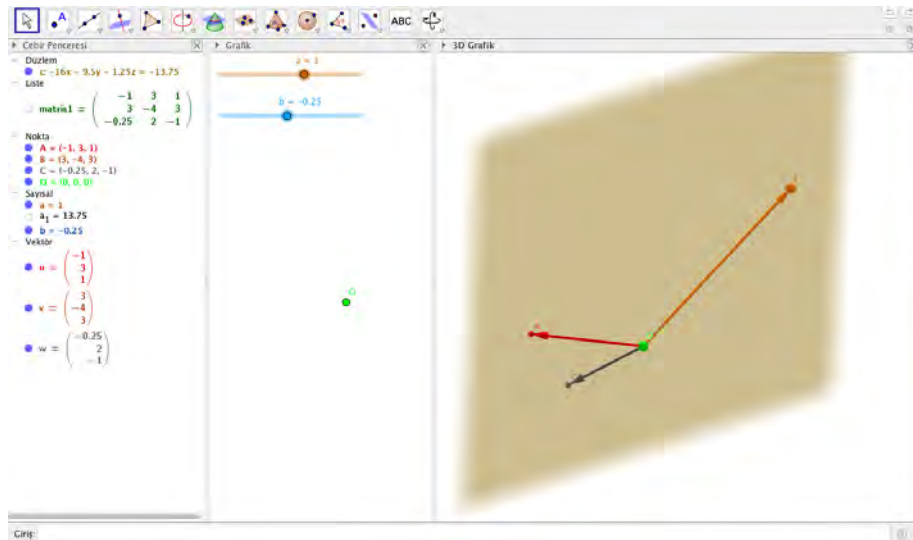 ABC
Cebir Penceresi
Grafik
3D Grafik
Düzlem
c: -16x - 9.5y - 1.25z = -13.75
Liste
matris1 = ( -1 3 1
3 -4 3
-0.25 2 -1 )
Nokta
A = (-1, 3, 1)
B = (3, -4, 3)
C = (-0.25, 2, -1)
O = (0, 0, 0)
Sayısal
a = 1
a₁ = 13.75
b = -0.25
Vektör
u = ( -1
3
1 )
v = ( 3
-4
3 )
w = ( -0.25
2
-1 )
a = 1
b = -0.25
Giriş: